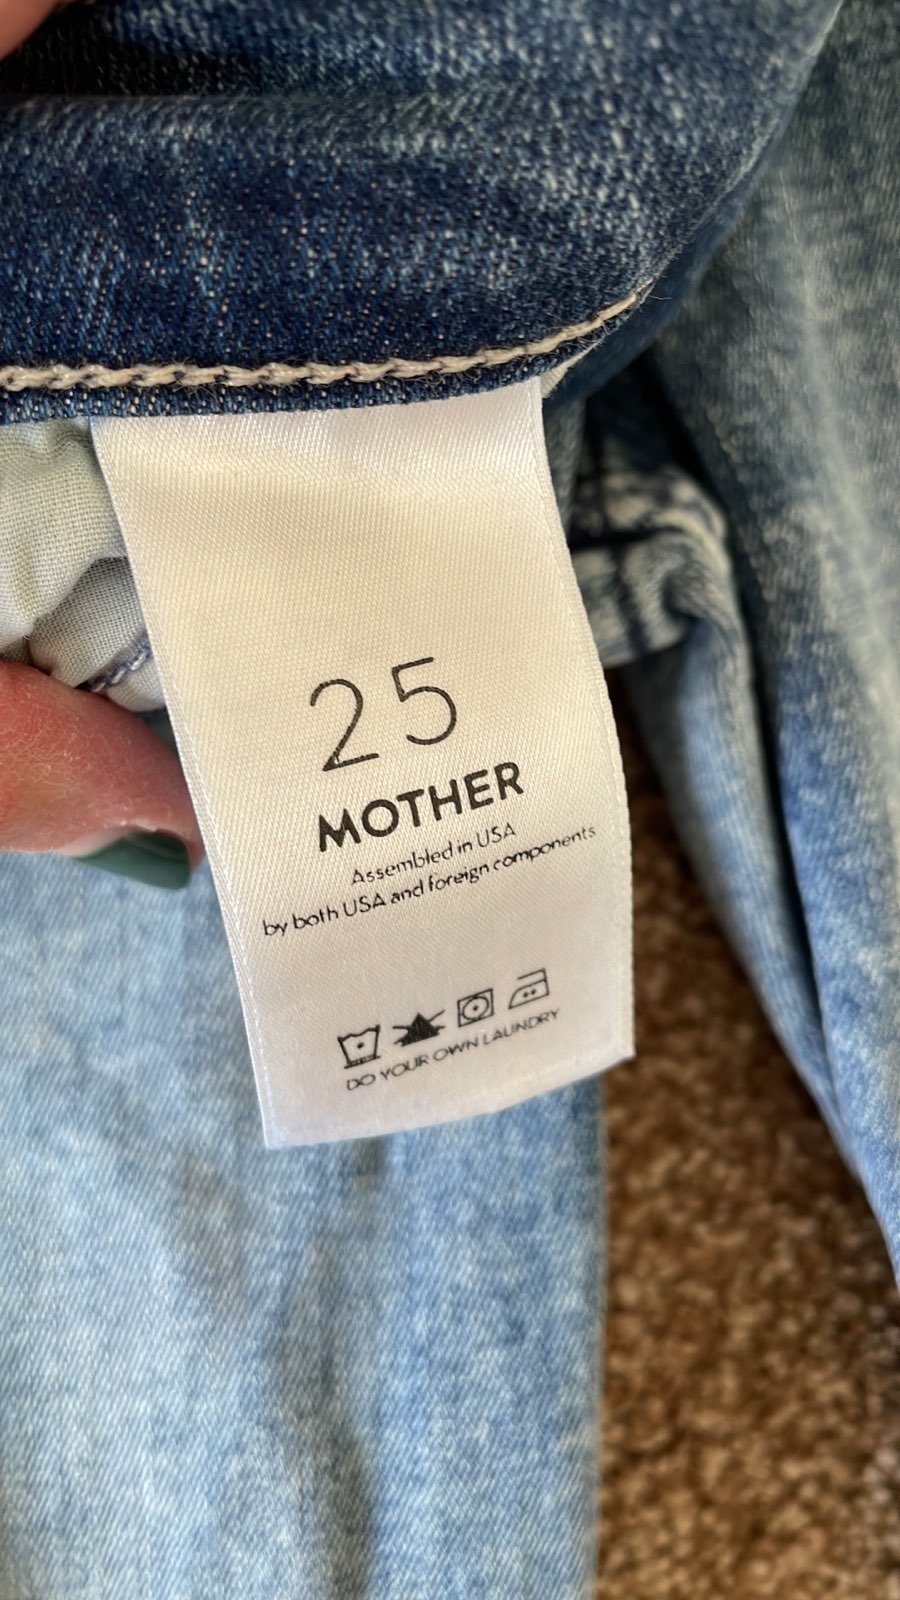 25
MOTHER
Assembled in USA
by both USA and foreign components
DO YOUR OWN LAUNDRY